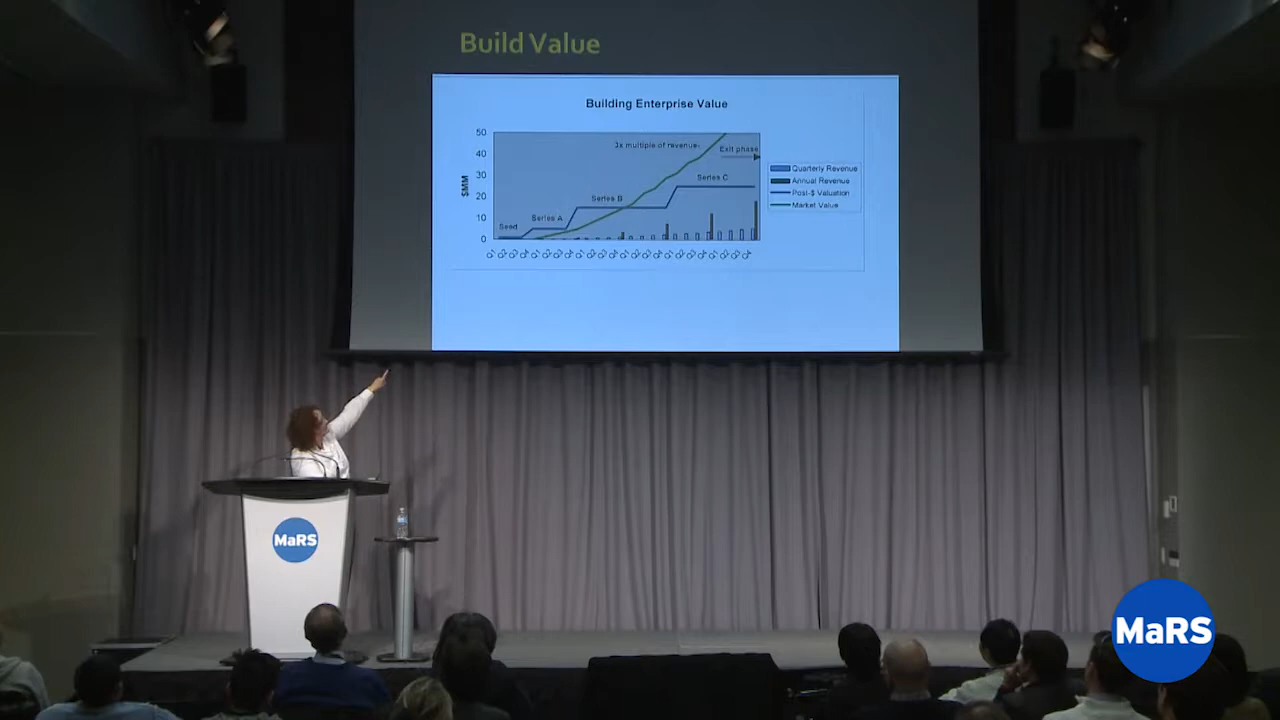 Build Value
Building Enterprise Value
50
40
30
20
10
0
$MM
3x multiple of revenue
Exit phase
Series C
Series B
Series A
Seed
Quarterly Revenue
Annual Revenue
Post-$ Valuation
Market Value
MaRS
MaRS